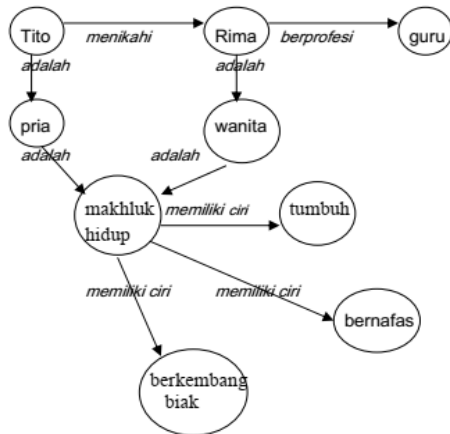 Tito
menikahi
Rima
berprofesi
guru
adalah
adalah
pria
wanita
adalah
adalah
makhluk
hidup
memiliki ciri
tumbuh
memiliki ciri
memiliki ciri
bernafas
berkembang
biak